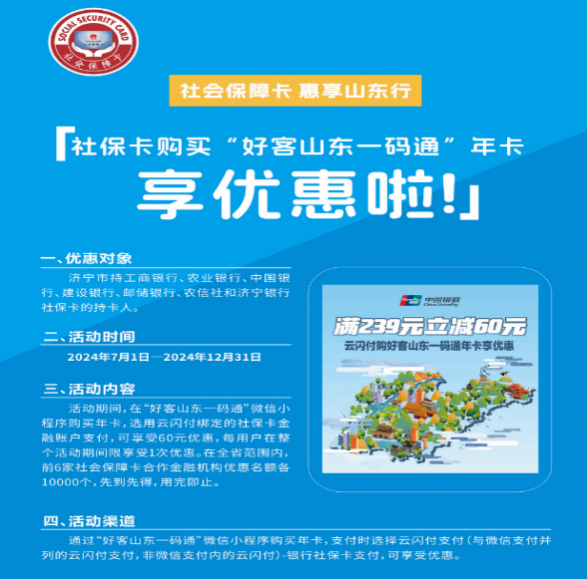 SOCIAL SECURITY CARD
社会保障卡
社会保障卡 惠享山东行
「社保卡购买“好客山东一码通”年卡
享优惠啦!」
一、优惠对象
济宁市持工商银行、农业银行、中国银
行、建设银行、邮储银行、农信社和济宁银行
社保卡的持卡人。
二、活动时间
2024年7月1日—2024年12月31日
三、活动内容
活动期间,在“好客山东一码通”微信小
程序购买年卡,选用云闪付绑定的社保卡金
融账户支付,可享受60元优惠,每用户在整
个活动期间限享受1次优惠。在全省范围内,
前6家社会保障卡合作金融机构优惠名额各
10000个,先到先得,用完即止。
中国银联
China UnionPay
满239元立减60元
云闪付购好客山东一码通年卡享优惠
四、活动渠道
通过“好客山东一码通”微信小程序购买年卡,支付时选择云闪付支付(与微信支付并
列的云闪付支付,非微信支付内的云闪付)-银行社保卡支付,可享受优惠。